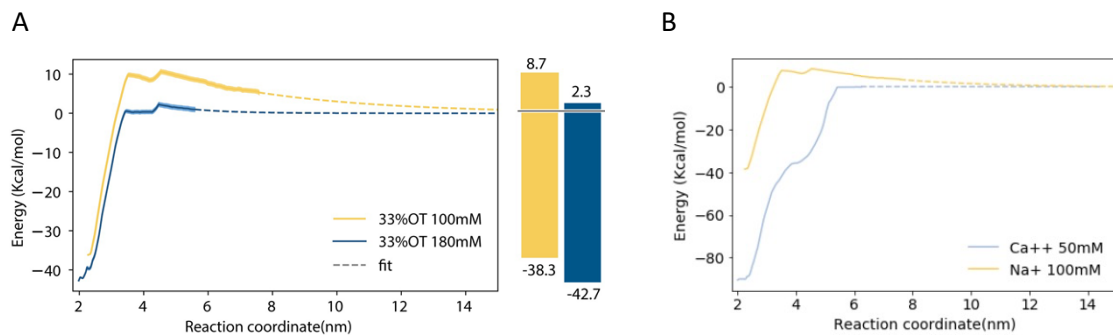 A
Energy (Kcal/mol)
10
0
−10
−20
−30
−40
2
4
6
8
10
12
14
Reaction coordinate(nm)
33%OT 100mM
33%OT 180mM
fit
8.7
2.3
-38.3
-42.7
B
Energy (Kcal/mol)
20
0
−20
−40
−60
−80
2
4
6
8
10
12
14
Reaction coordinate(nm)
Ca++ 50mM
Na+ 100mM